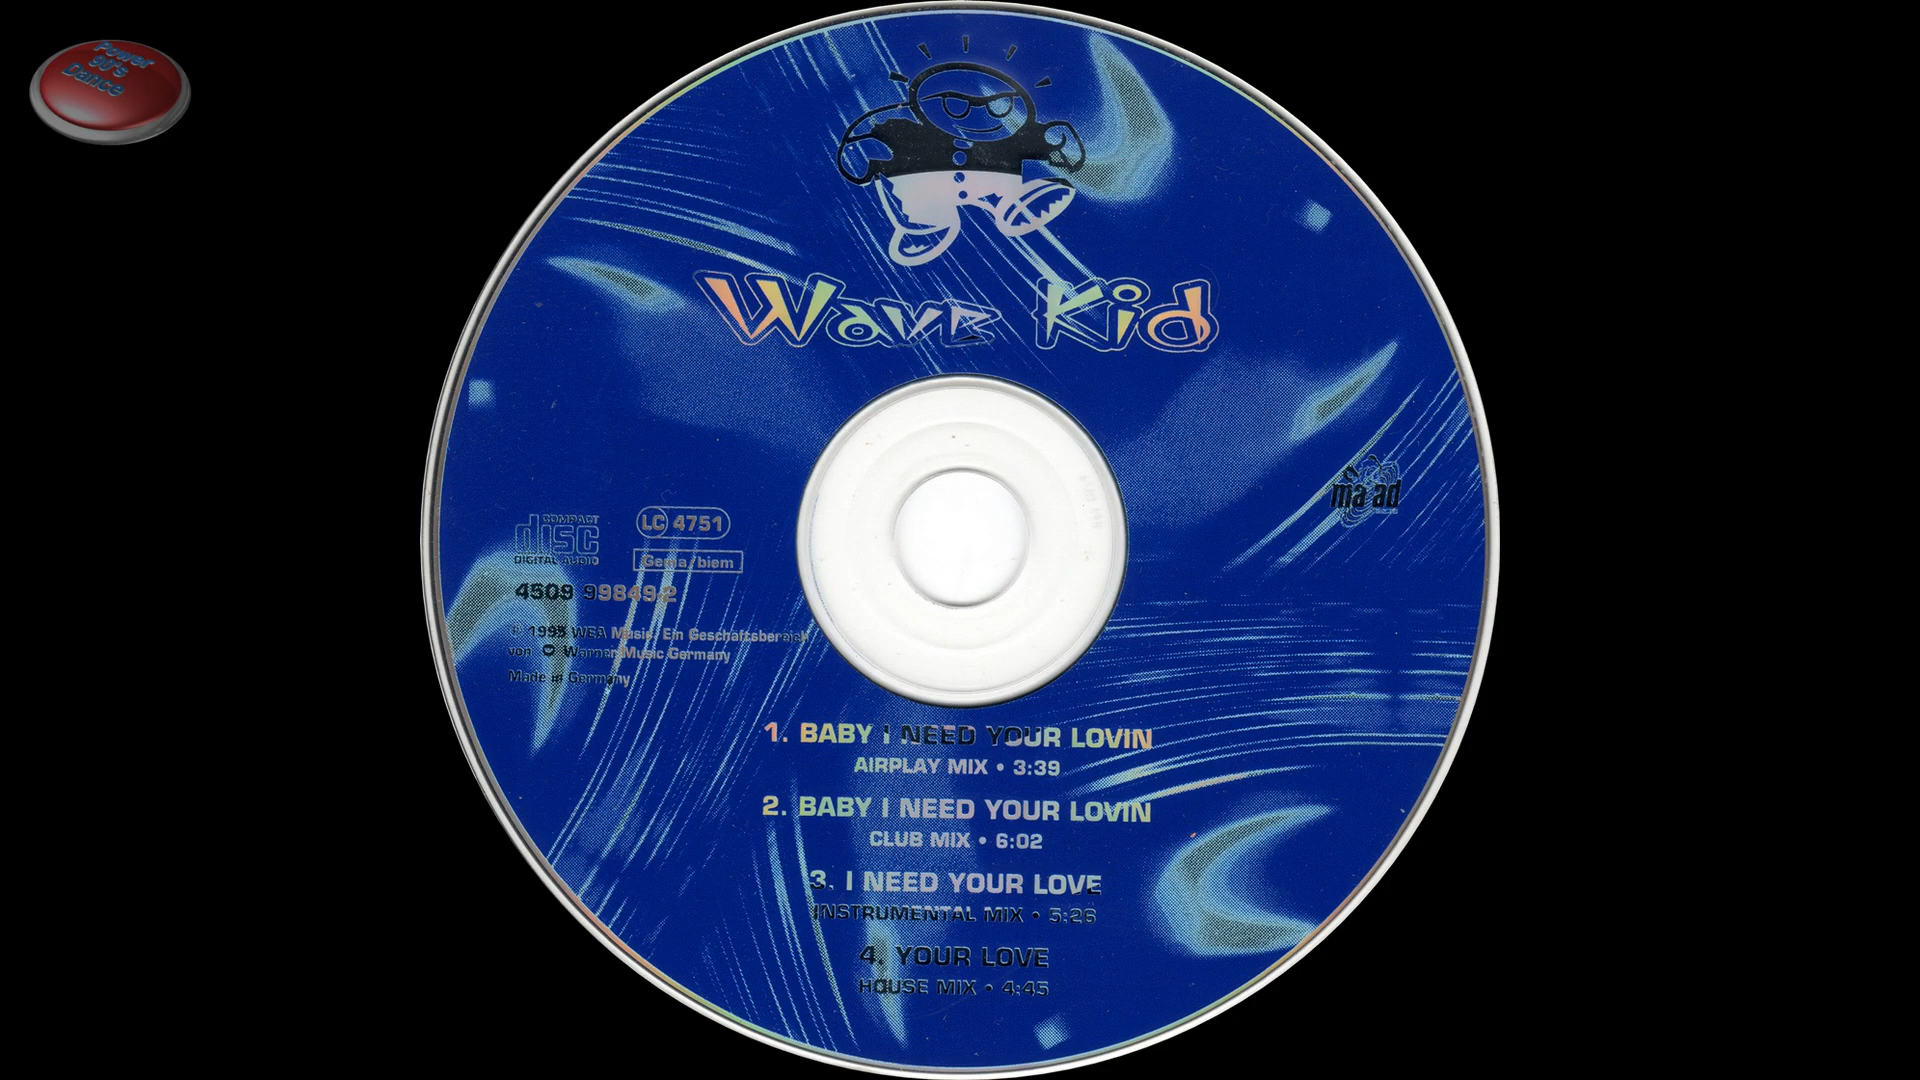 Power
90's
Dance
Wave Kid
ma ad
COMPACT
disc
DIGITAL AUDIO
LC 4751
Gema/biem
4509 99849-2
℗ 1995 WEA Music, Ein Geschäftsbereich
von Warner Music Germany
Made in Germany
1. BABY I NEED YOUR LOVIN
AIRPLAY MIX • 3:39
2. BABY I NEED YOUR LOVIN
CLUB MIX • 6:02
3. I NEED YOUR LOVE
INSTRUMENTAL MIX • 5:26
4. YOUR LOVE
HOUSE MIX • 4:45